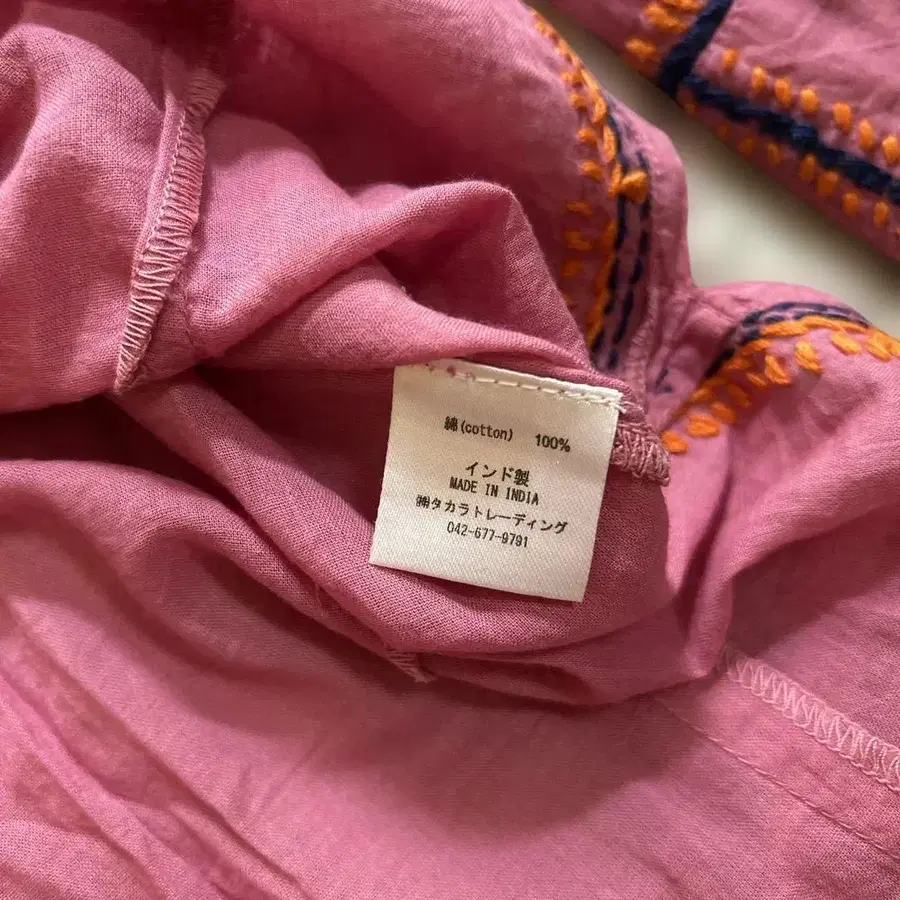 綿(cotton) 100%
インド製
MADE IN INDIA
㈱タカラトレーディング
042-677-9791